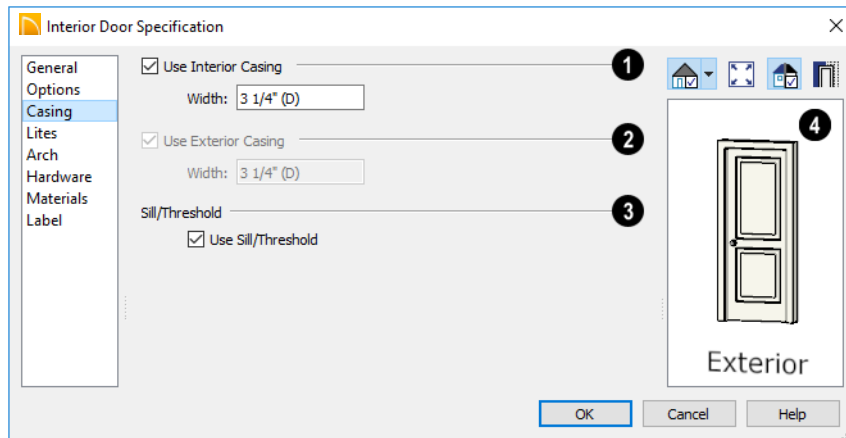 Interior Door Specification
General
Options
Casing
Lites
Arch
Hardware
Materials
Label
Use Interior Casing
1
Width: 3 1/4" (D)
Use Exterior Casing
2
Width: 3 1/4" (D)
Sill/Threshold
3
Use Sill/Threshold
4
Exterior
OK
Cancel
Help